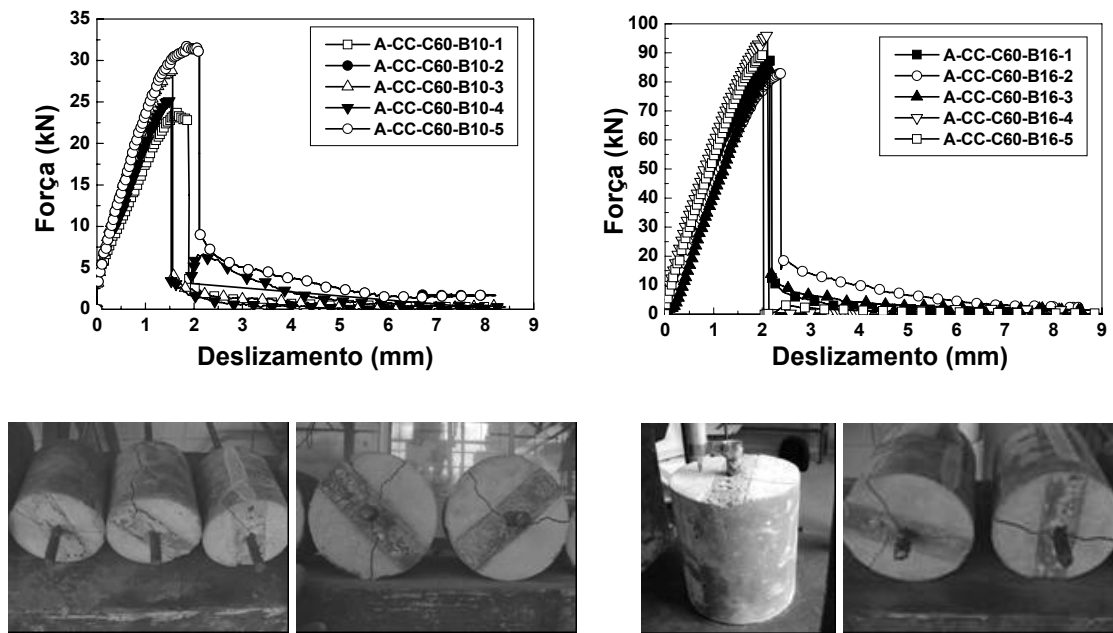 35
30
25
20
15
10
5
0
Força (kN)
A-CC-C60-B10-1
A-CC-C60-B10-2
A-CC-C60-B10-3
A-CC-C60-B10-4
A-CC-C60-B10-5
0 1 2 3 4 5 6 7 8 9
Deslizamento (mm)
100
90
80
70
60
50
40
30
20
10
0
Força (kN)
A-CC-C60-B16-1
A-CC-C60-B16-2
A-CC-C60-B16-3
A-CC-C60-B16-4
A-CC-C60-B16-5
0 1 2 3 4 5 6 7 8 9
Deslizamento (mm)